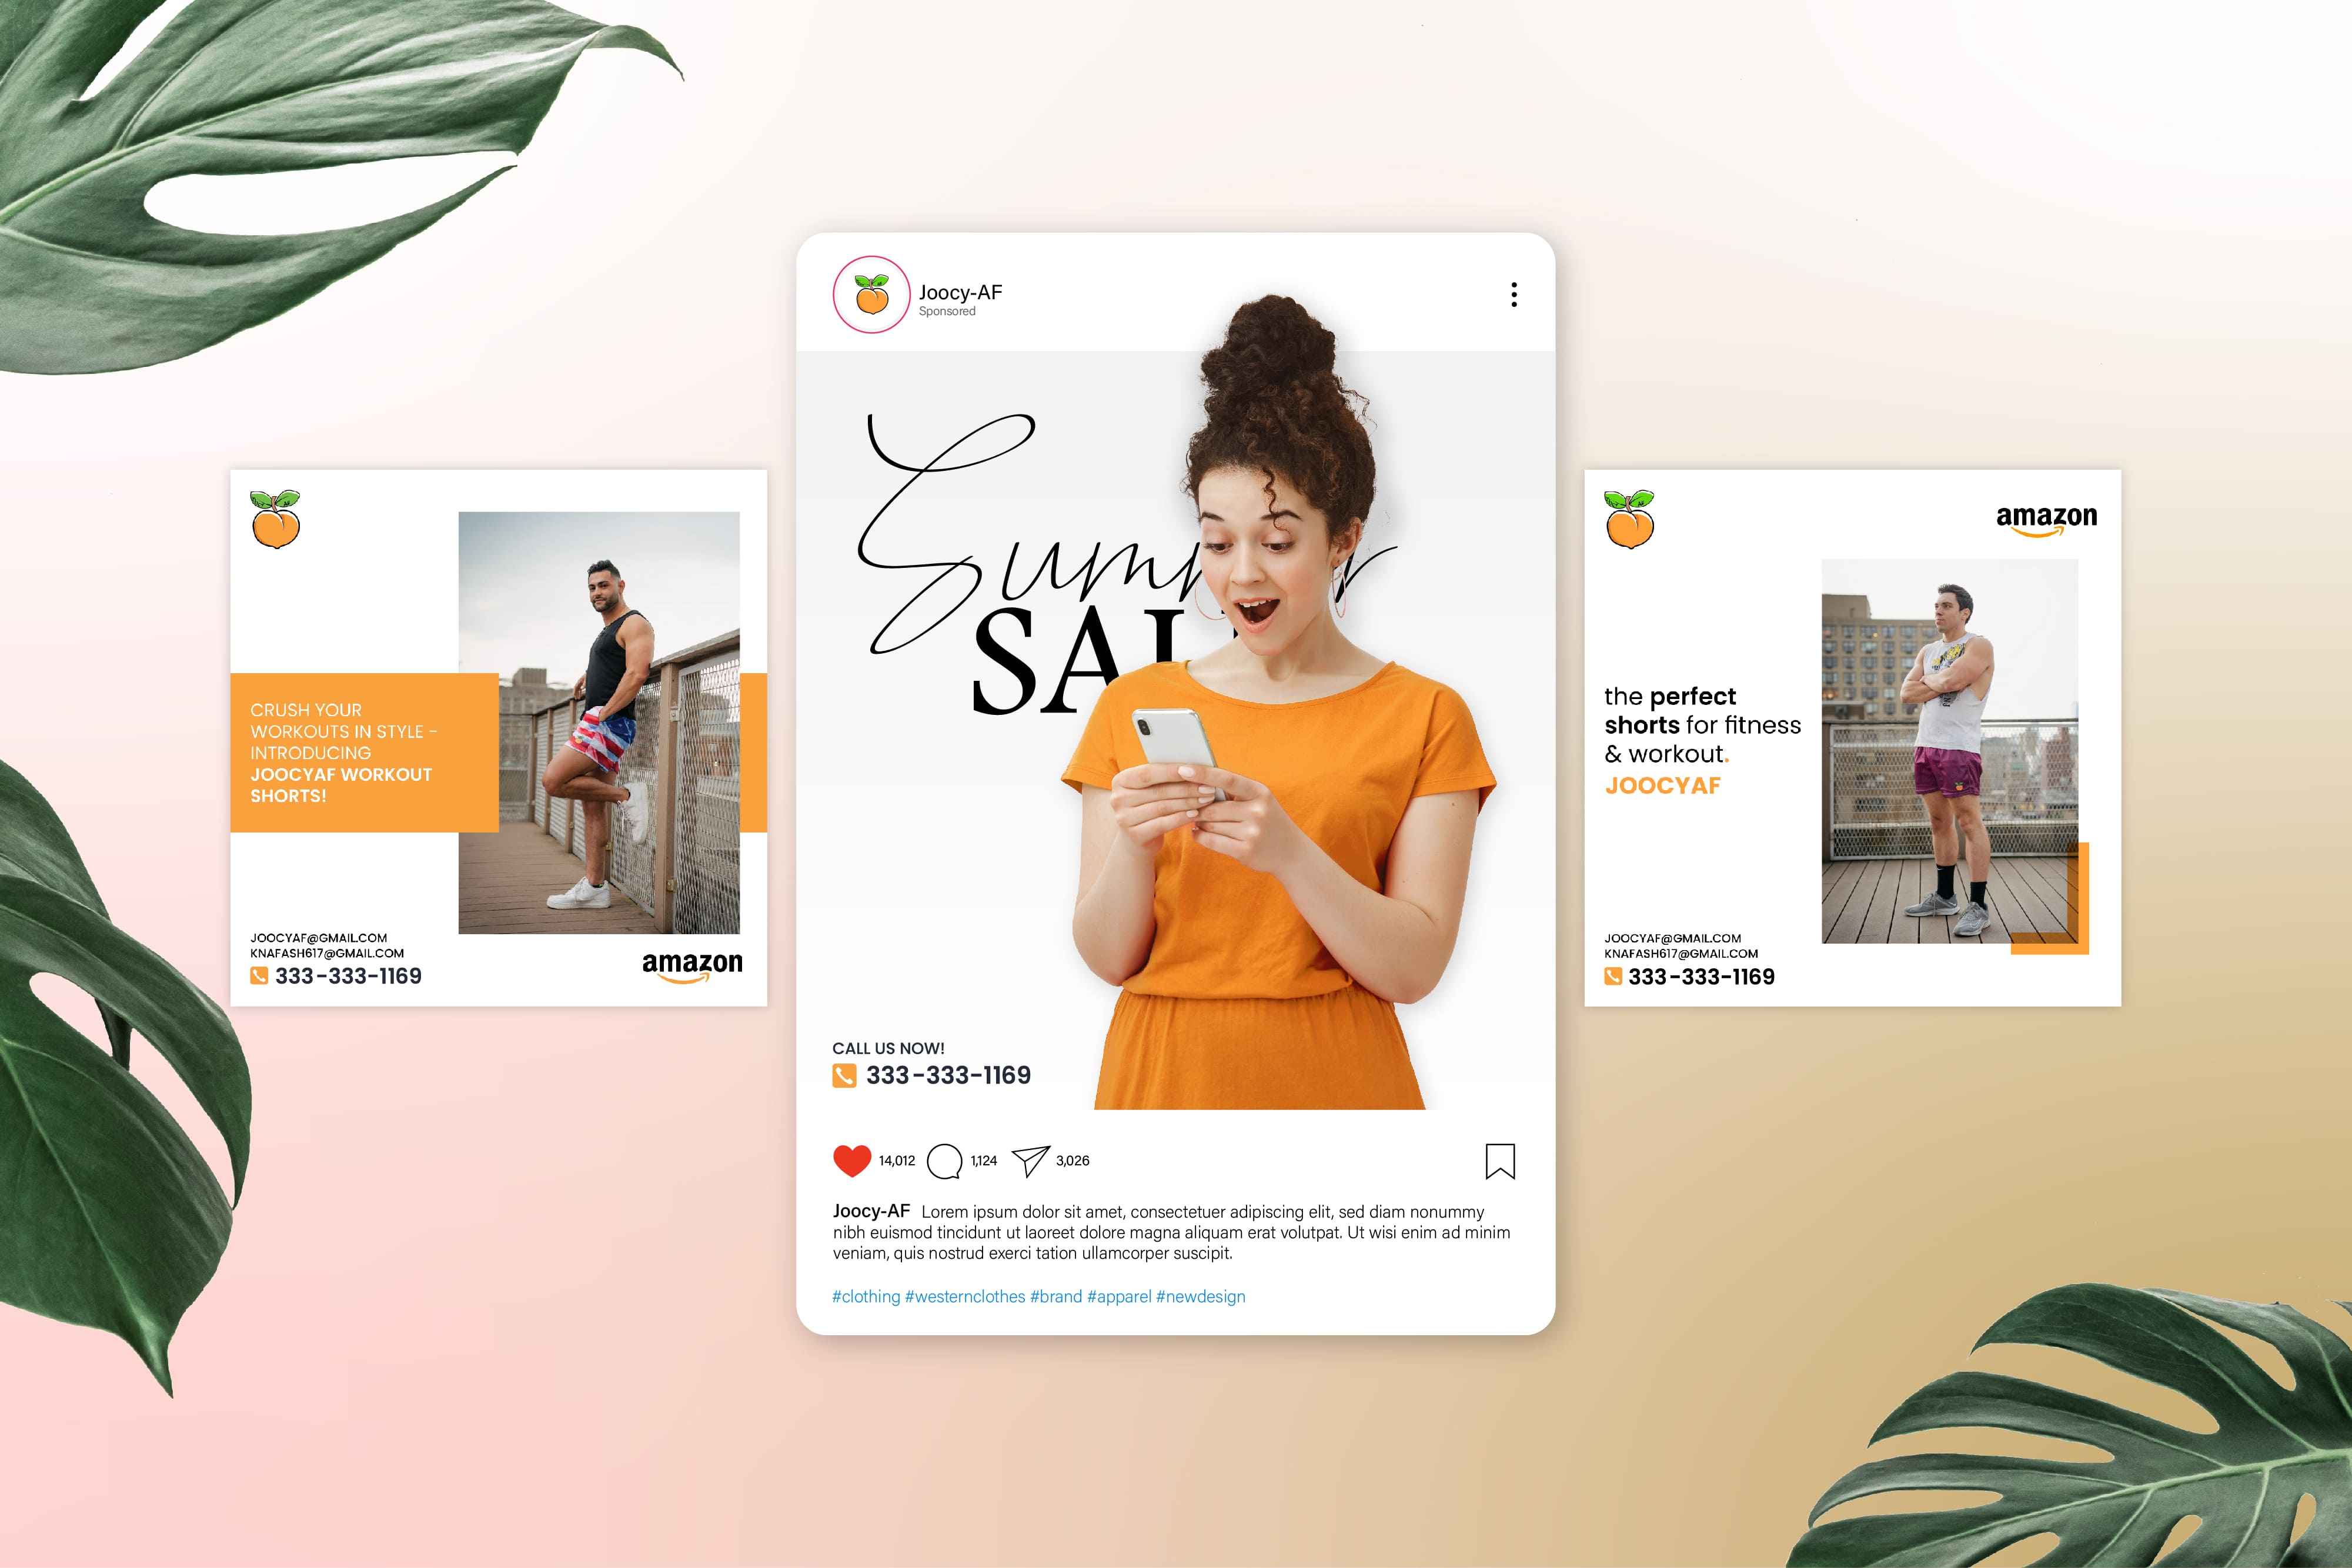 CRUSH YOUR
WORKOUTS IN STYLE -
INTRODUCING
JOOCYAF WORKOUT
SHORTS!
JOOCYAF@GMAIL.COM
KNAFASH617@GMAIL.COM
333-333-1169
amazon
Joocy-AF
Sponsored
Summer
SALE
CALL US NOW!
333-333-1169
14,012 1,124 3,026
Joocy-AF Lorem ipsum dolor sit amet, consectetuer adipiscing elit, sed diam nonummy
nibh euismod tincidunt ut laoreet dolore magna aliquam erat volutpat. Ut wisi enim ad minim
veniam, quis nostrud exerci tation ullamcorper suscipit.
#clothing #westernclothes #brand #apparel #newdesign
amazon
the perfect
shorts for fitness
& workout.
JOOCYAF
JOOCYAF@GMAIL.COM
KNAFASH617@GMAIL.COM
333-333-1169